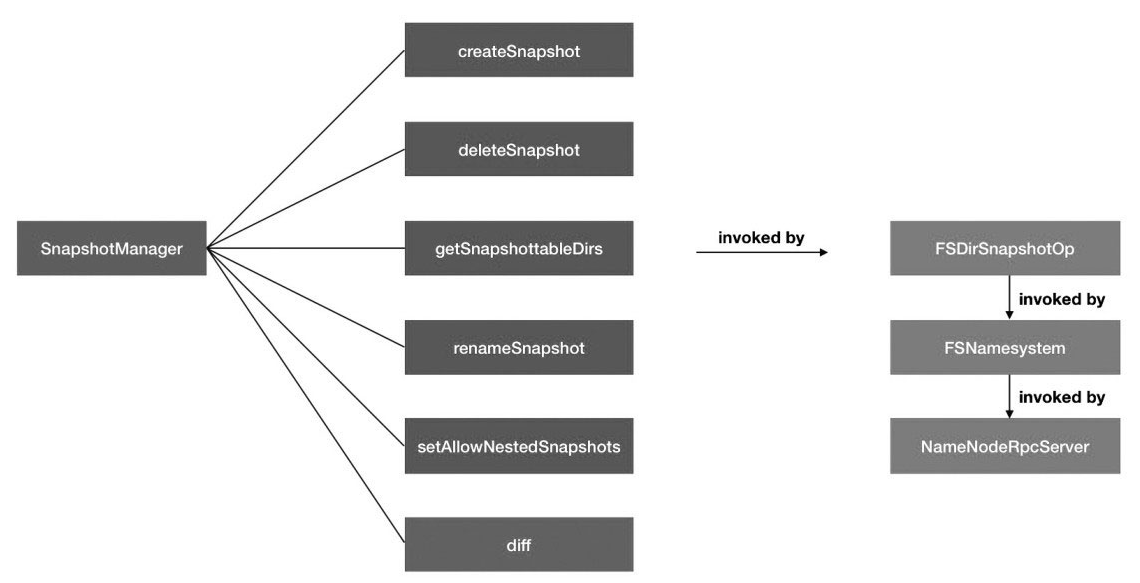 createSnapshot
deleteSnapshot
SnapshotManager
getSnapshottableDirs
invoked by
FSDirSnapshotOp
invoked by
renameSnapshot
FSNamesystem
invoked by
setAllowNestedSnapshots
NameNodeRpcServer
diff